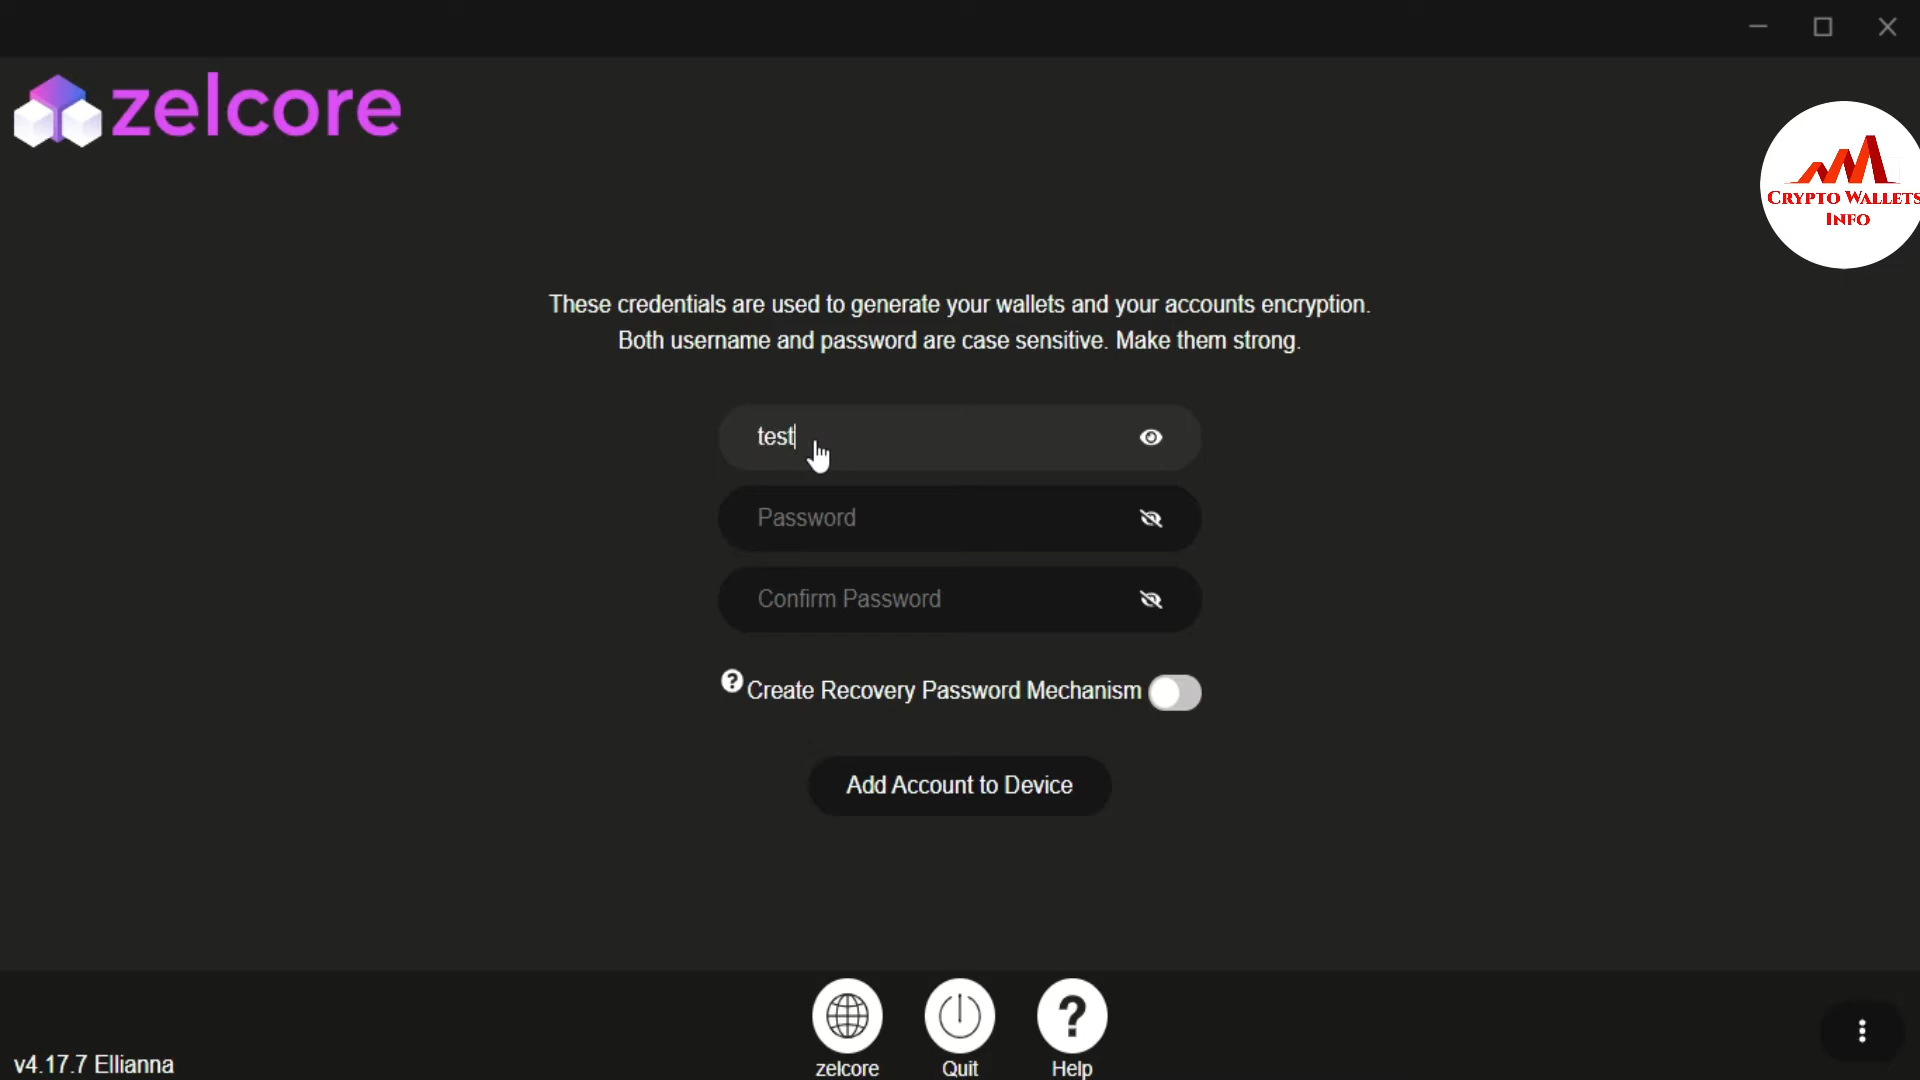 zelcore
CRYPTO WALLETS
INFO
These credentials are used to generate your wallets and your accounts encryption.
Both username and password are case sensitive. Make them strong.
test
Password
Confirm Password
? Create Recovery Password Mechanism
Add Account to Device
zelcore
Quit
? Help
v4.17.7 Ellianna